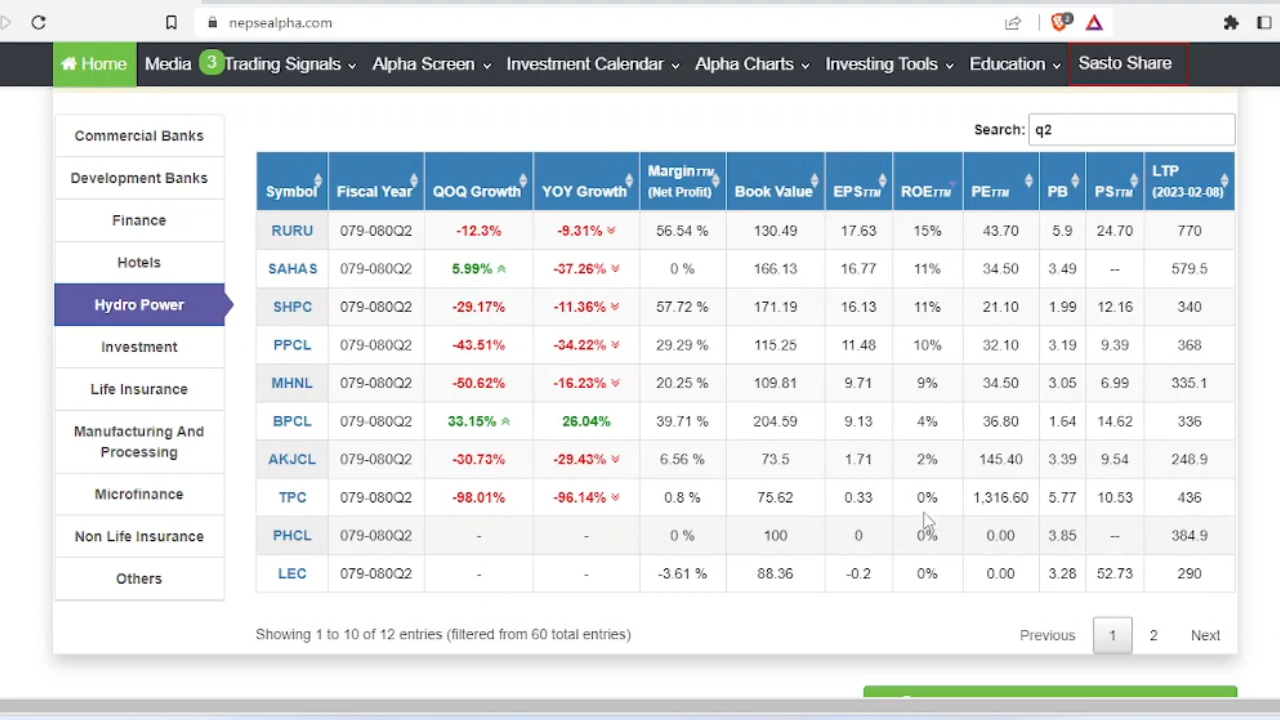 nepsealpha.com
2
Home Media 3 Trading Signals Alpha Screen Investment Calendar Alpha Charts Investing Tools Education Sasto Share
Commercial Banks
Development Banks
Finance
Hotels
Hydro Power
Investment
Life Insurance
Manufacturing And
Processing
Microfinance
Non Life Insurance
Others
Search: q2
Symbol Fiscal Year QOQ Growth YOY Growth Margin TTM (Net Profit) Book Value EPS TTM ROE TTM PE TTM PB PS TTM LTP (2023-02-08)
RURU 079-080Q2 -12.3% -9.31% 56.54 % 130.49 17.63 15% 43.70 5.9 24.70 770
SAHAS 079-080Q2 5.99% -37.26% 0 % 166.13 16.77 11% 34.50 3.49 -- 579.5
SHPC 079-080Q2 -29.17% -11.36% 57.72 % 171.19 16.13 11% 21.10 1.99 12.16 340
PPCL 079-080Q2 -43.51% -34.22% 29.29 % 115.25 11.48 10% 32.10 3.19 9.39 368
MHNL 079-080Q2 -50.62% -16.23% 20.25 % 109.81 9.71 9% 34.50 3.05 6.99 335.1
BPCL 079-080Q2 33.15% 26.04% 39.71 % 204.59 9.13 4% 36.80 1.64 14.62 336
AKJCL 079-080Q2 -30.73% -29.43% 6.56 % 73.5 1.71 2% 145.40 3.39 9.54 248.9
TPC 079-080Q2 -98.01% -96.14% 0.8 % 75.62 0.33 0% 1,316.60 5.77 10.53 436
PHCL 079-080Q2 - - 0 % 100 0 0% 0.00 3.85 -- 384.9
LEC 079-080Q2 - - -3.61 % 88.36 -0.2 0% 0.00 3.28 52.73 290
Showing 1 to 10 of 12 entries (filtered from 60 total entries)
Previous 1 2 Next